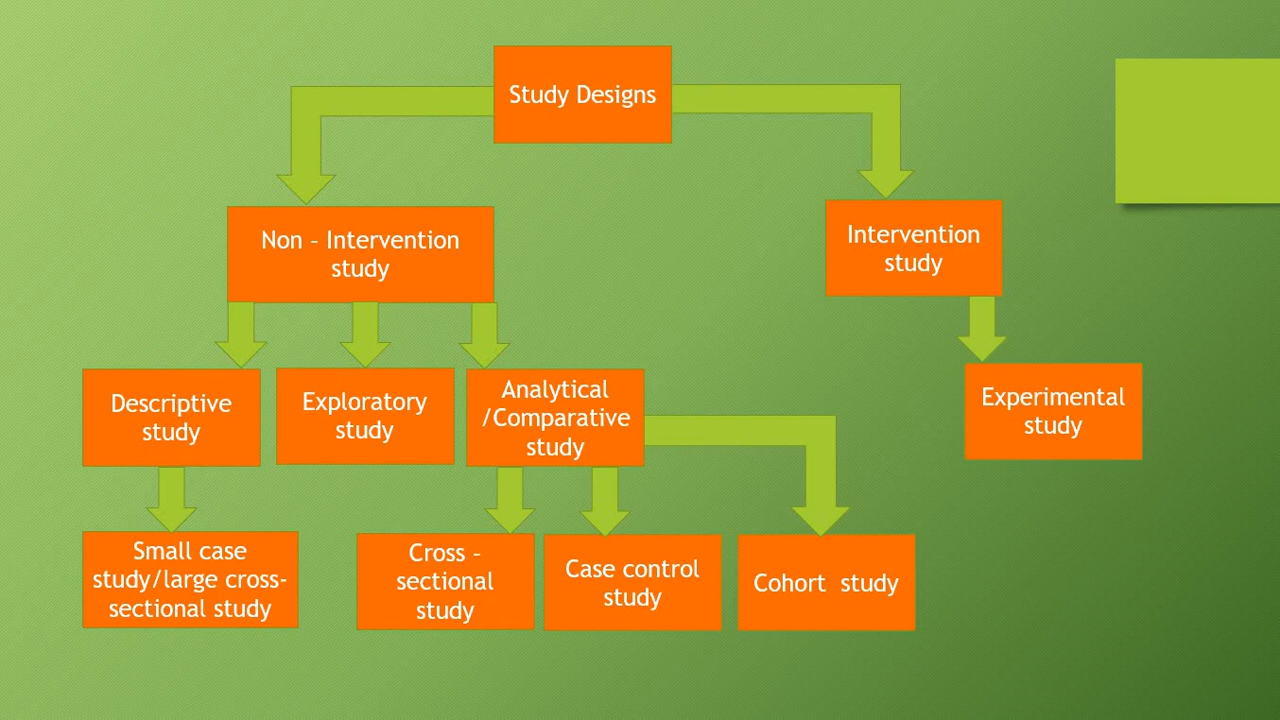 Study Designs
Non - Intervention
study
Intervention
study
Descriptive
study
Exploratory
study
Analytical
/Comparative
study
Experimental
study
Small case
study/large cross-
sectional study
Cross -
sectional
study
Case control
study
Cohort  study